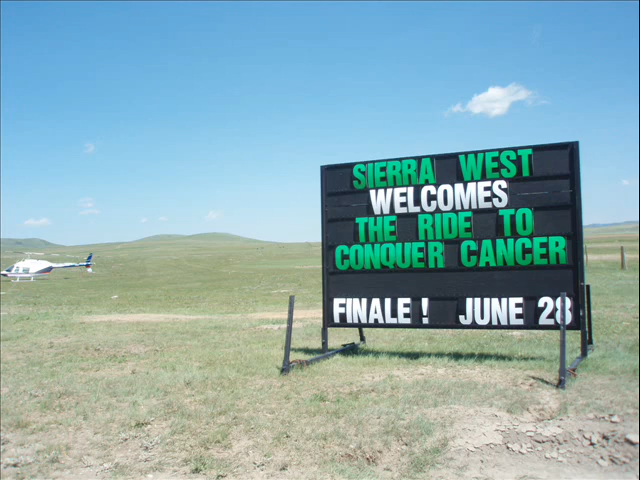 SIERRA WEST
WELCOMES
THE RIDE TO
CONQUER CANCER
FINALE! JUNE 28